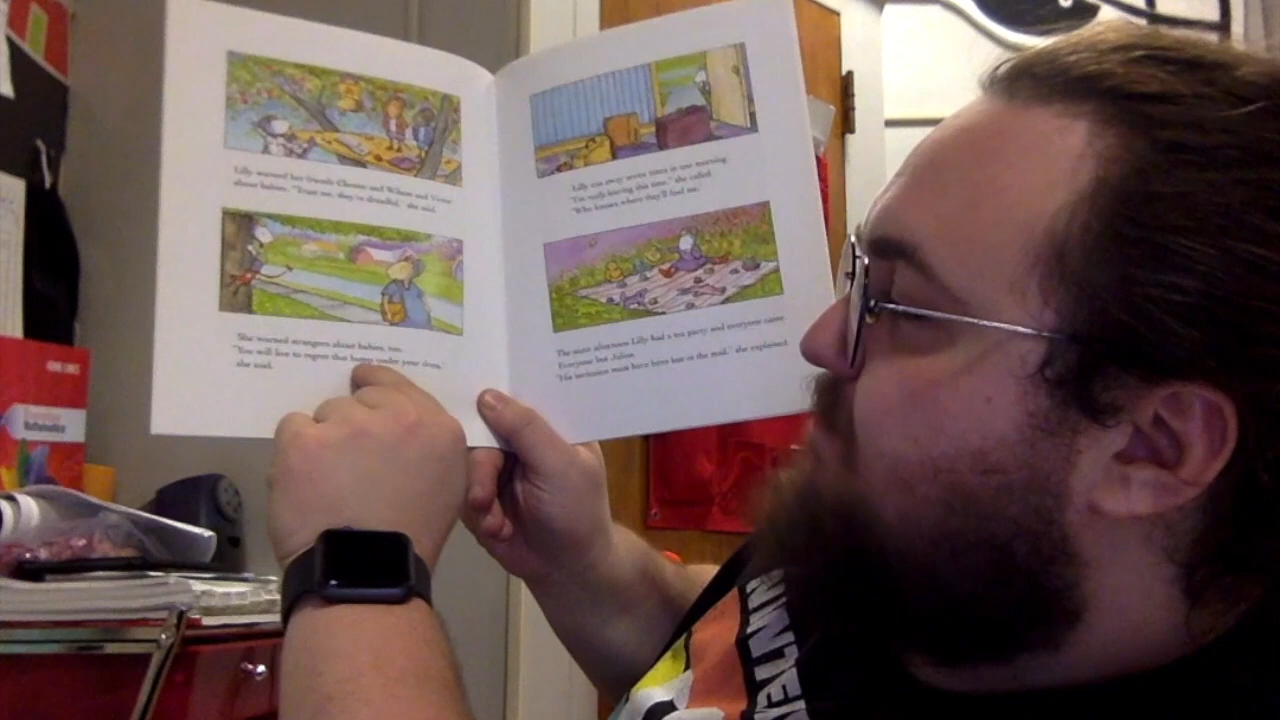 Lilly warned her friends Chester and Wilson and Victor
about babies. "Trust me, they're dreadful," she said.
She warned strangers about babies, too.
"You will live to regret that bump under your dress,"
she said.
Lilly ran away seven times in one morning.
"I'm really leaving this time," she called.
"Who knows where they'll find me."
The same afternoon Lilly had a tea party and everyone came.
Everyone but Julius.
"His invitation must have been lost in the mail," she explained.
Mathematics
NINTEN